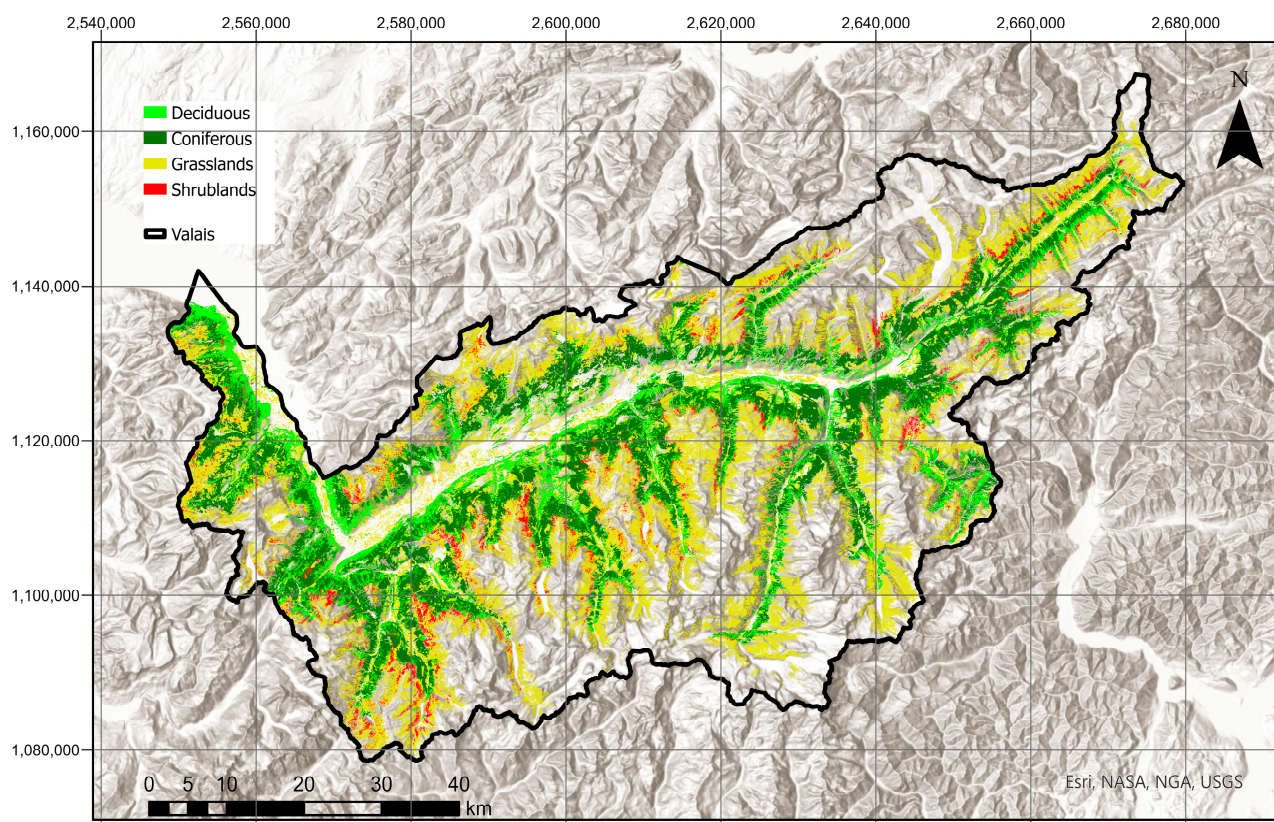 2,540,000 2,560,000 2,580,000 2,600,000 2,620,000 2,640,000 2,660,000 2,680,000
N
Deciduous
1,160,000
Coniferous
Grasslands
Shrublands
Valais
1,140,000
1,120,000
1,100,000
1,080,000
0 5 10 20 30 40
km
Esri, NASA, NGA, USGS